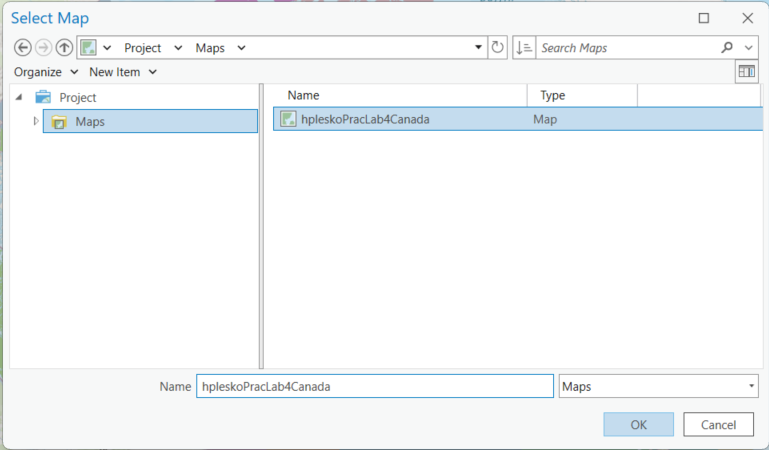 Select Map
Project Maps
Search Maps
Organize New Item
Project
Maps
Name Type
hpleskoPracLab4Canada Map
Name hpleskoPracLab4Canada Maps
OK Cancel